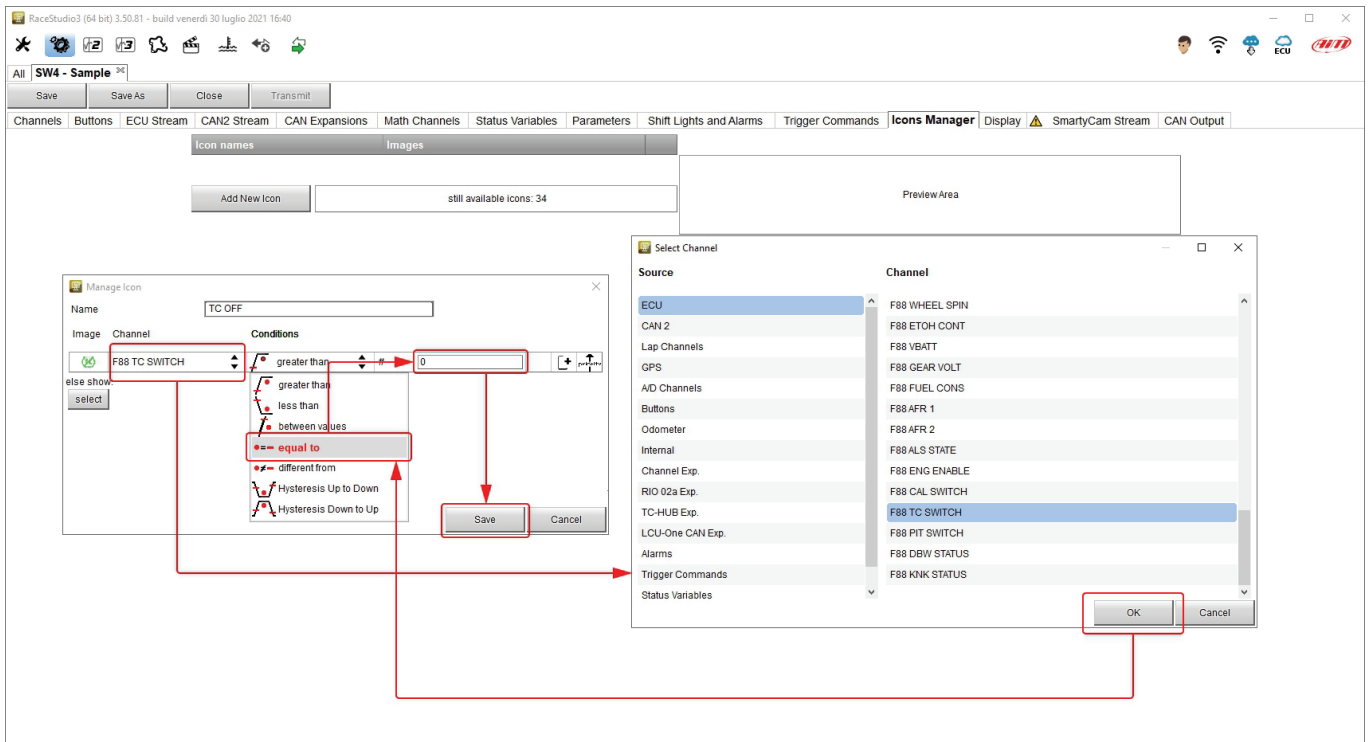 RaceStudio3 (64 bit) 3.50.81 - build venerdì 30 luglio 2021 16:40
ECU
AiM
All SW4 - Sample
Save Save As Close Transmit
Channels Buttons ECU Stream CAN2 Stream CAN Expansions Math Channels Status Variables Parameters Shift Lights and Alarms Trigger Commands Icons Manager Display SmartyCam Stream CAN Output
Icon names Images
Add New Icon still available icons: 34
Preview Area
Manage Icon
Name TC OFF
Image Channel Conditions
F88 TC SWITCH greater than # 0
else show:
select
greater than
less than
between values
equal to
different from
Hysteresis Up to Down
Hysteresis Down to Up
Save Cancel
Select Channel
Source Channel
ECU F88 WHEEL SPIN
CAN 2 F88 ETOH CONT
Lap Channels F88 VBATT
GPS F88 GEAR VOLT
A/D Channels F88 FUEL CONS
Buttons F88 AFR 1
Odometer F88 AFR 2
Internal F88 ALS STATE
Channel Exp. F88 ENG ENABLE
RIO 02a Exp. F88 CAL SWITCH
TC-HUB Exp. F88 TC SWITCH
LCU-One CAN Exp. F88 PIT SWITCH
Alarms F88 DBW STATUS
Trigger Commands F88 KNK STATUS
Status Variables
OK Cancel